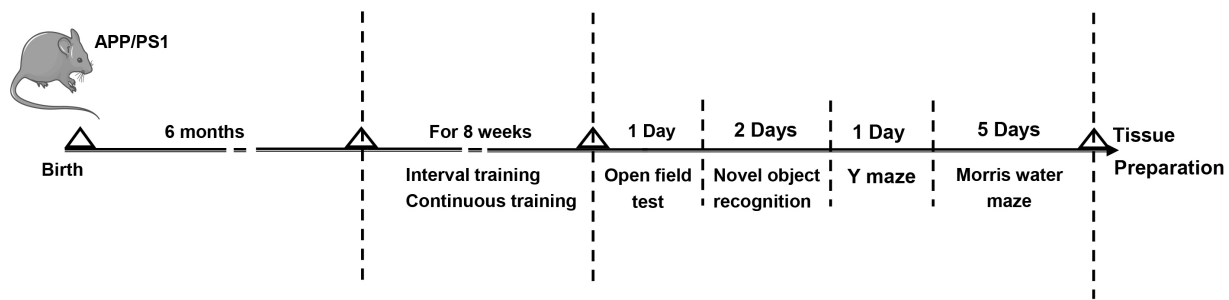 APP/PS1
6 months
For 8 weeks
1 Day
2 Days
1 Day
5 Days
Tissue
Preparation
Birth
Interval training
Continuous training
Open field
test
Novel object
recognition
Y maze
Morris water
maze